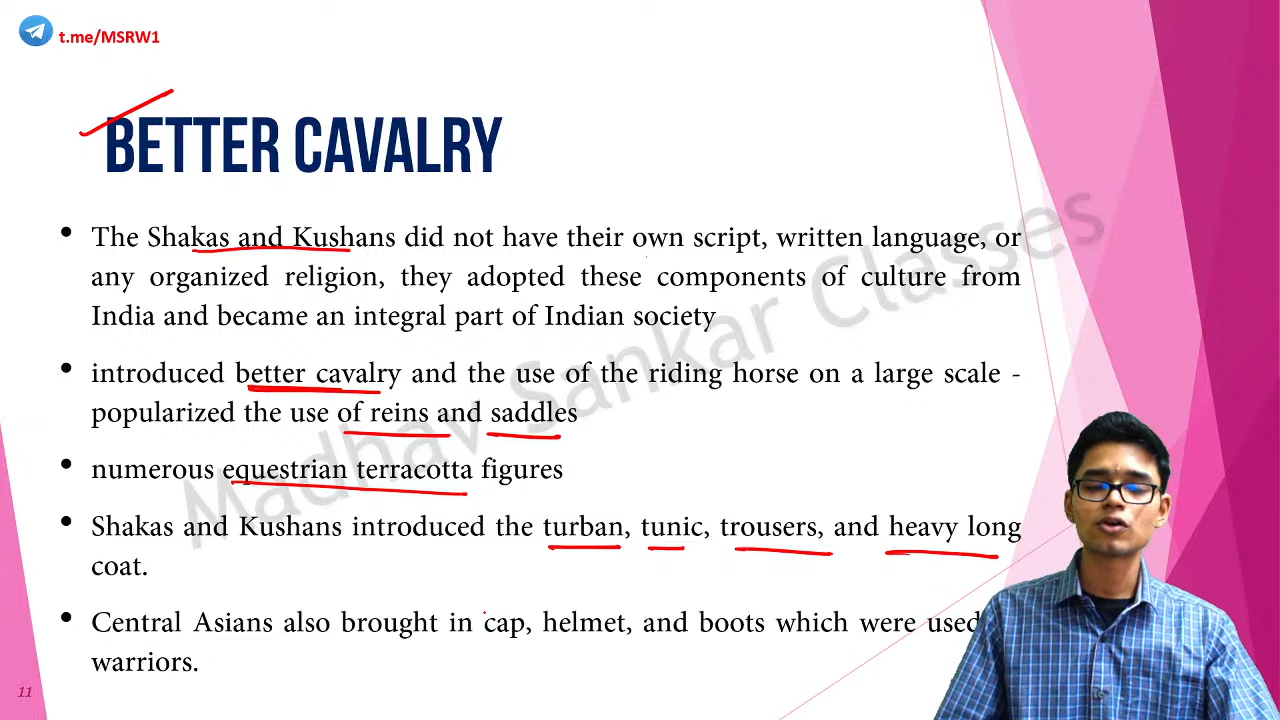 t.me/MSRW1
BETTER CAVALRY
• The Shakas and Kushans did not have their own script, written language, or
any organized religion, they adopted these components of culture from
India and became an integral part of Indian society
• introduced better cavalry and the use of the riding horse on a large scale -
popularized the use of reins and saddles
• numerous equestrian terracotta figures
• Shakas and Kushans introduced the turban, tunic, trousers, and heavy long
coat.
• Central Asians also brought in cap, helmet, and boots which were used
warriors.
Madhav Sankar Classes
11